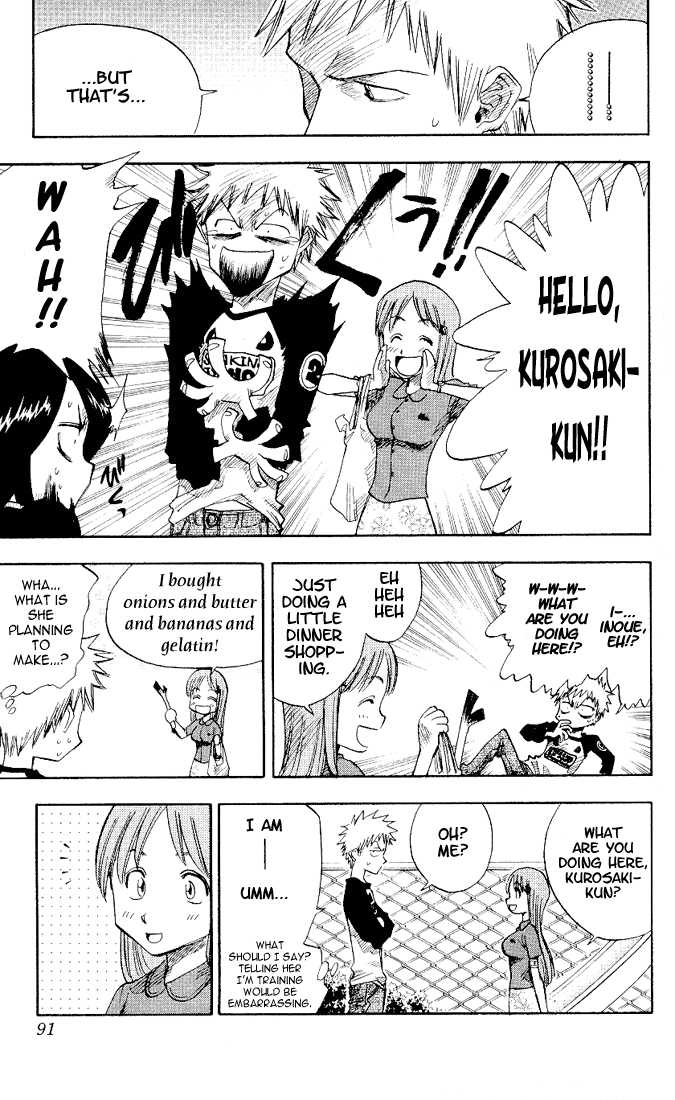 ...BUT
THAT'S...
HELLO,
KUROSAKI-
KUN!!
WAH!!
I-...
INOUE,
EH!?
W-W-W-
WHAT
ARE YOU
DOING
HERE!?
EH
HEH
HEH
JUST
DOING A
LITTLE
DINNER
SHOPP-
ING.
I bought
onions and butter
and bananas and
gelatin!
WHA...
WHAT IS
SHE
PLANNING
TO
MAKE...?
WHAT
ARE YOU
DOING HERE,
KUROSAKI-
KUN?
OH?
ME?
I AM
—
UMM...
WHAT
SHOULD I SAY?
TELLING HER
I'M TRAINING
WOULD BE
EMBARRASSING.
91